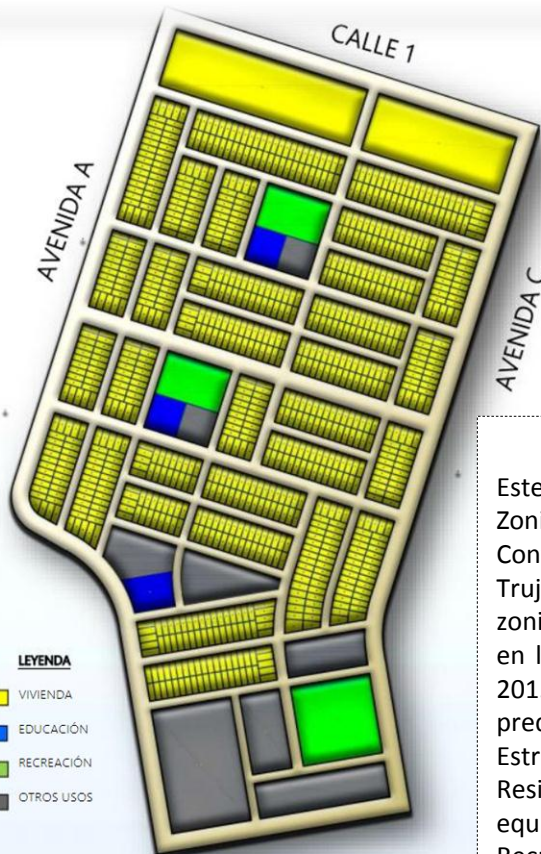 CALLE 1
AVENIDA A
AVENIDA C
Este
Zoni
Con
Truj
zoni
en l
201
pred
Estr
Resi
equ
LEYENDA
VIVIENDA
EDUCACIÓN
RECREACIÓN
OTROS USOS